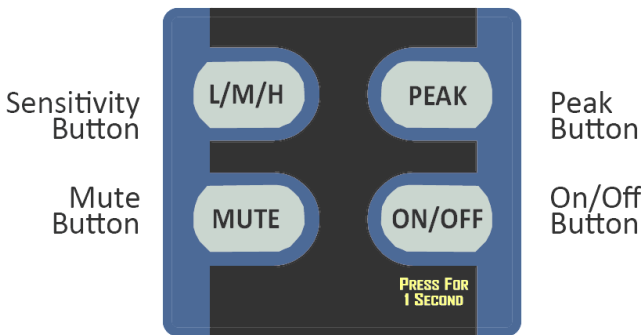 Sensitivity
Button
L/M/H
PEAK
Peak
Button
Mute
Button
MUTE
ON/OFF
On/Off
Button
PRESS FOR
1 SECOND